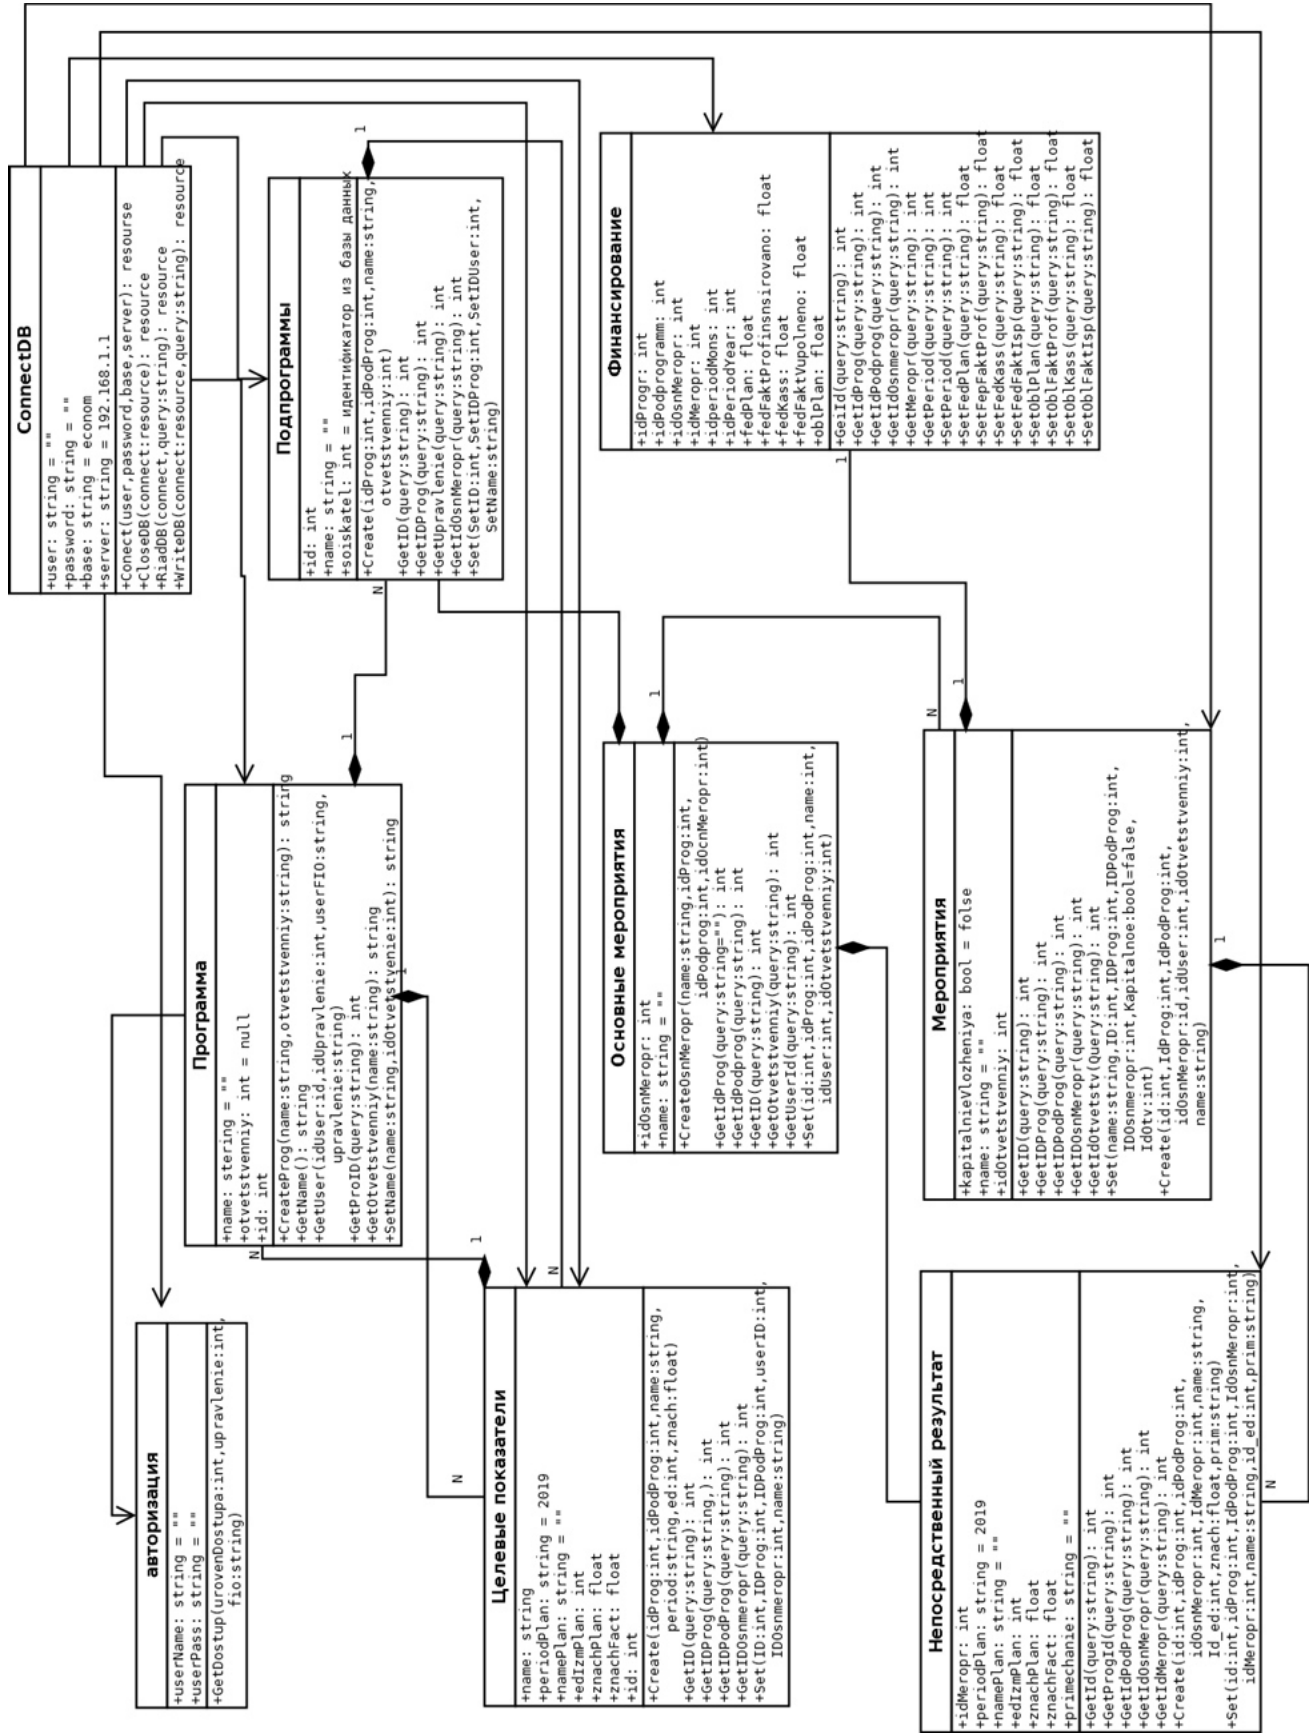 ConnectDB
+user: string = ""
+password: string = ""
+base: string = econom
+server: string = 192.168.1.1
+Conect(user,password,base,server): resourse
+CloseDB(connect:resource): resource
+RiadDB(connect,query:string): resource
+WriteDB(connect:resource,query:string): resource
Подпрограммы
+id: int
+name: string = ""
+soiskatel: int = идентификатор из базы данных
+Create(idProg:int,idPodProg:int,name:string,
otvetstvenniy:int)
+GetID(query:string): int
+GetIDProg(query:string): int
+GetUpravlenie(query:string): int
+GetIdOsnMeropr(query:string): int
+Set(SetID:int,SetIDProg:int,SetIDUser:int,
SetName:string)
1
N
Финансирование
+idProgr: int
+idPodprogramm: int
+idOsnMeropr: int
+idMeropr: int
+idperiodMons: int
+idPeriodYear: int
+fedPlan: float
+fedFaktProfinsnsirovano: float
+fedKass: float
+fedFaktVupolneno: float
+oblPlan: float
+GeiId(query:string): int
+GetIdProg(query:string): int
+GetIdPodprog(query:string): int
+GetIdOsnmeropr(query:string): int
+GetMeropr(query:string): int
+GetPeriod(query:string): int
+SetPeriod(query:string): int
+SetFedPlan(query:string): float
+SetFepFaktProf(query:string): float
+SetFedKass(query:string): float
+SetFedFaktIsp(query:string): float
+SetOblPlan(query:string): float
+SetOblFaktProf(query:string): float
+SetOblKass(query:string): float
+SetOblFaktIsp(query:string): float
1
Программа
+name: stering = ""
+otvetstvenniy: int = null
+id: int
+CreateProg(name:string,otvetstvenniy:string): string
+GetName(): string
+GetUser(idUser:id,idUpravlenie:int,userFIO:string,
upravlenie:string)
+GetProID(query:string): int
+GetOtvetstvenniy(name:string): string
+SetName(name:string,idOtvetstvenie:int): string
1
1
N
Основные мероприятия
+idOsnMeropr: int
+name: string = ""
+CreateOsnMeropr(name:string,idProg:int,
idPodprog:int,idOcnMeropr:int)
+GetIdProg(query:string=""): int
+GetIdPodprog(query:string): int
+GetID(query:string): int
+GetOtvetstvenniy(query:string): int
+GetUserId(query:string): int
+Set(id:int,idProg:int,idPodProg:int,name:int,
idUser:int,idOtvetstvenniy:int)
1
Мероприятия
+kapitalnievlozheniya: bool = false
+name: string = ""
+idOtvetstvenniy: int
+GetID(query:string): int
+GetIDProg(query:string): int
+GetIDPodProg(query:string): int
+GetIDOsnMeropr(query:string): int
+GetIdOtvetstv(query:string): int
+Set(name:string,ID:int,IDProg:int,IDPodProg:int,
IDOsnmeropr:int,Kapitalnoe:bool=false,
IdOtv:int)
+Create(id:int,IdProg:int,IdPodProg:int,
idOsnMeropr:id,idUser:int,idOtvetstvenniy:int,
name:string)
N
1
1
авторизация
+userName: string = ""
+userPass: string = ""
+GetDostup(urovenDostupa:int,upravlenie:int,
fio:string)
Целевые показатели
+name: string
+periodPlan: string = 2019
+namePlan: string = ""
+edIzmPlan: int
+znachPlan: float
+znachFact: float
+id: int
+Create(idProg:int,idPodProg:int,name:string,
period:string,ed:int,znach:float)
+GetID(query:string): int
+GetIDProg(query:string,): int
+GetIDPodProg(query:string): int
+GetIDOsnmeropr(query:string): int
+Set(ID:int,IDProg:int,IDPodProg:int,userID:int,
IDOsnmeropr:int,name:string)
N
1
N
Непосредственный результат
+idMeropr: int
+periodPlan: string = 2019
+namePlan: string = ""
+edIzmPlan: int
+znachPlan: float
+znachFact: float
+primechanie: string = ""
+GetId(query:string): int
+GetProgId(query:string): int
+GetIdPodProg(query:string): int
+GetIdOsnMeropr(query:string): int
+GetIdMeropr(query:string): int
+Create(id:int,idProg:int,idPodProg:int,
idOsnMeropr:int,IdMeropr:int,name:string,
Id_ed:int,znach:float,prim:string)
+Set(id:int,idProg:int,IdPodProg:int,IdOsnMeropr:int,
idMeropr:int,name:string,id_ed:int,prim:string)
N